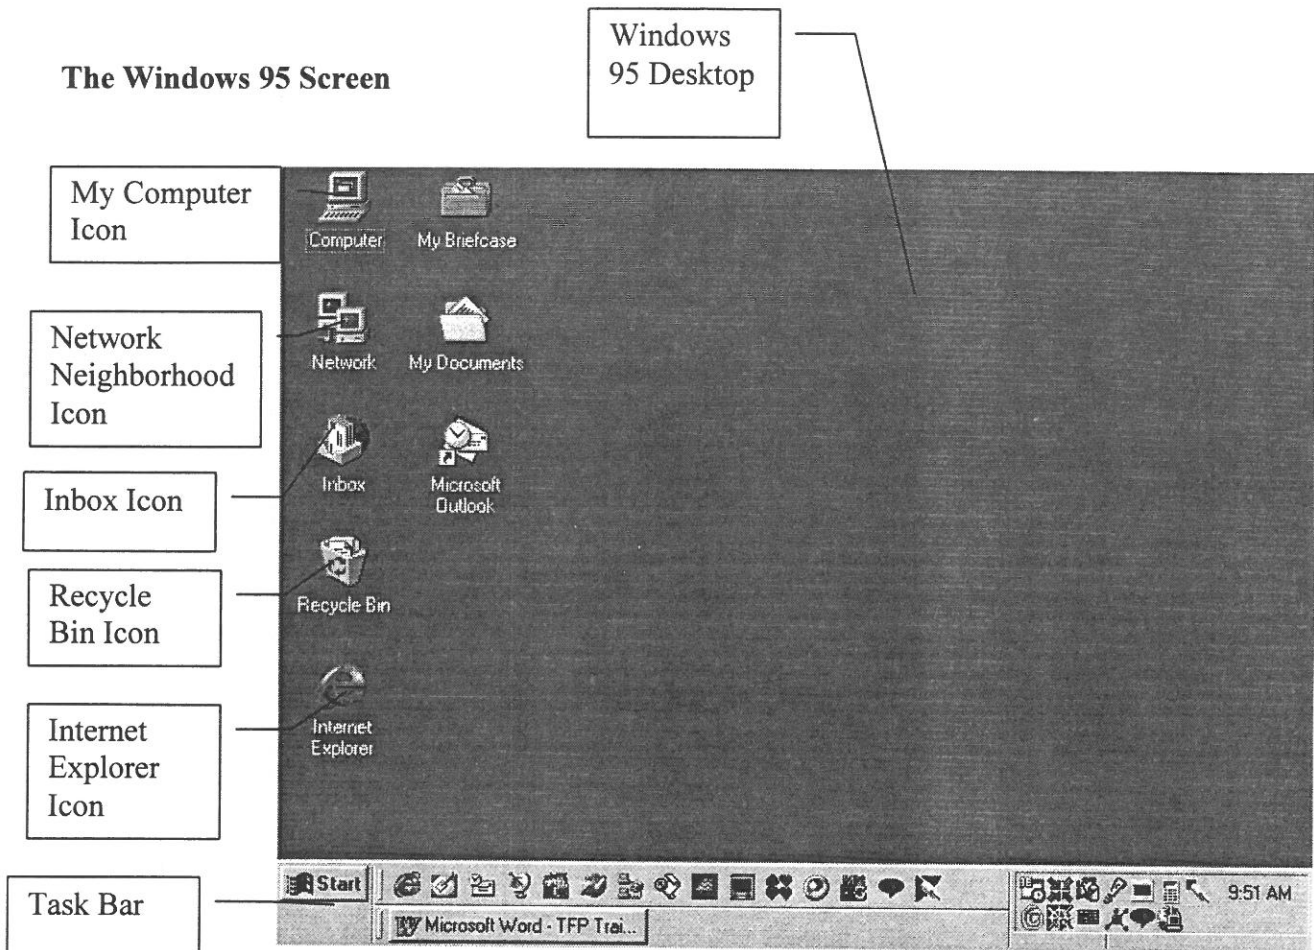 Windows
95 Desktop
The Windows 95 Screen
My Computer
Icon
Computer
My Briefcase
Network
Neighborhood
Icon
Network
My Documents
Inbox Icon
Inbox
Microsoft
Outlook
Recycle
Bin Icon
Recycle Bin
Internet
Explorer
Icon
Internet
Explorer
Task Bar
Start
9:51 AM
Microsoft Word - TFP Trai...